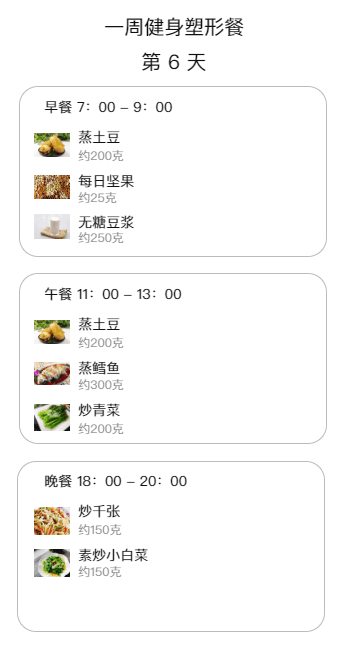 一周健身塑形餐
第 6 天
早餐 7：00 – 9：00
蒸土豆
约200克
每日坚果
约25克
无糖豆浆
约250克
午餐 11：00 – 13：00
蒸土豆
约200克
蒸鳕鱼
约300克
炒青菜
约200克
晚餐 18：00 – 20：00
炒千张
约150克
素炒小白菜
约150克